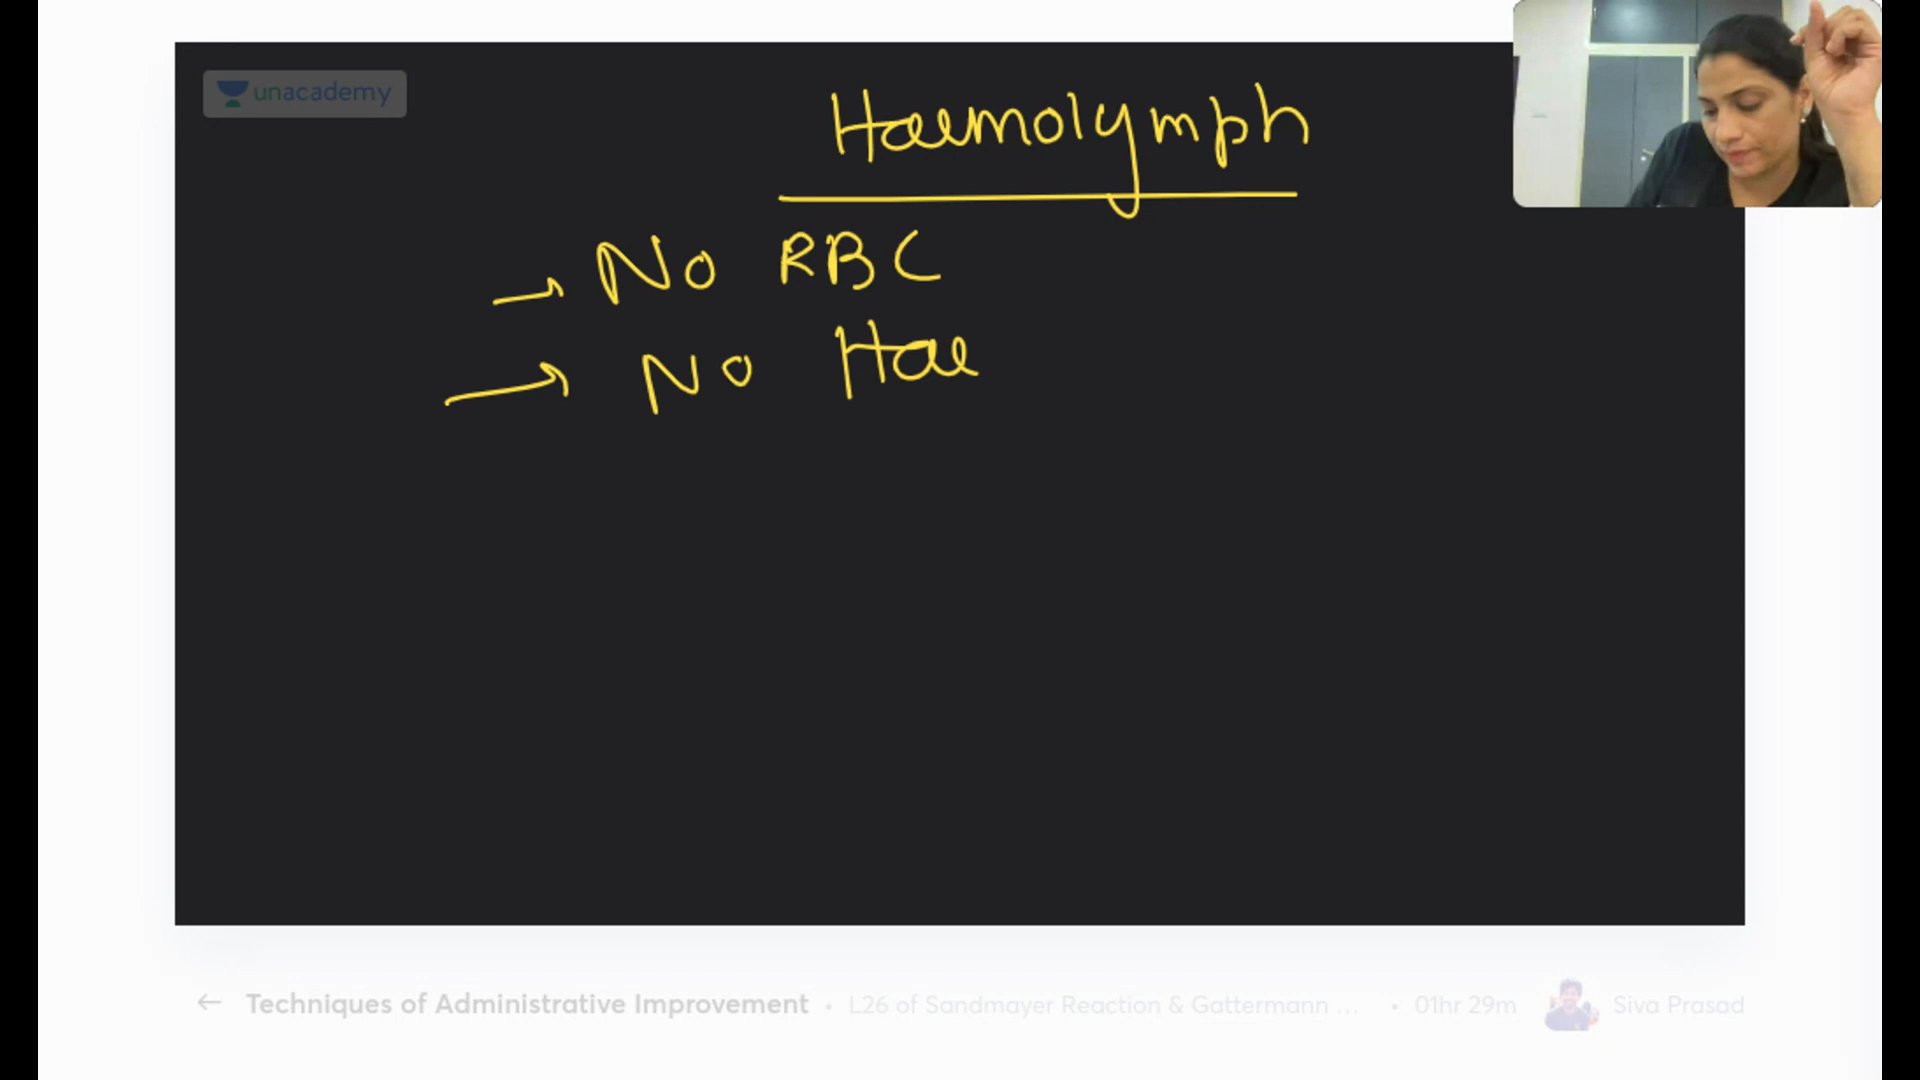 unacademy
Haemolymph
→ No RBC
→ No Hae
← Techniques of Administrative Improvement • L26 of Sandmayer Reaction & Gattermann ... • 01hr 29m Siva Prasad